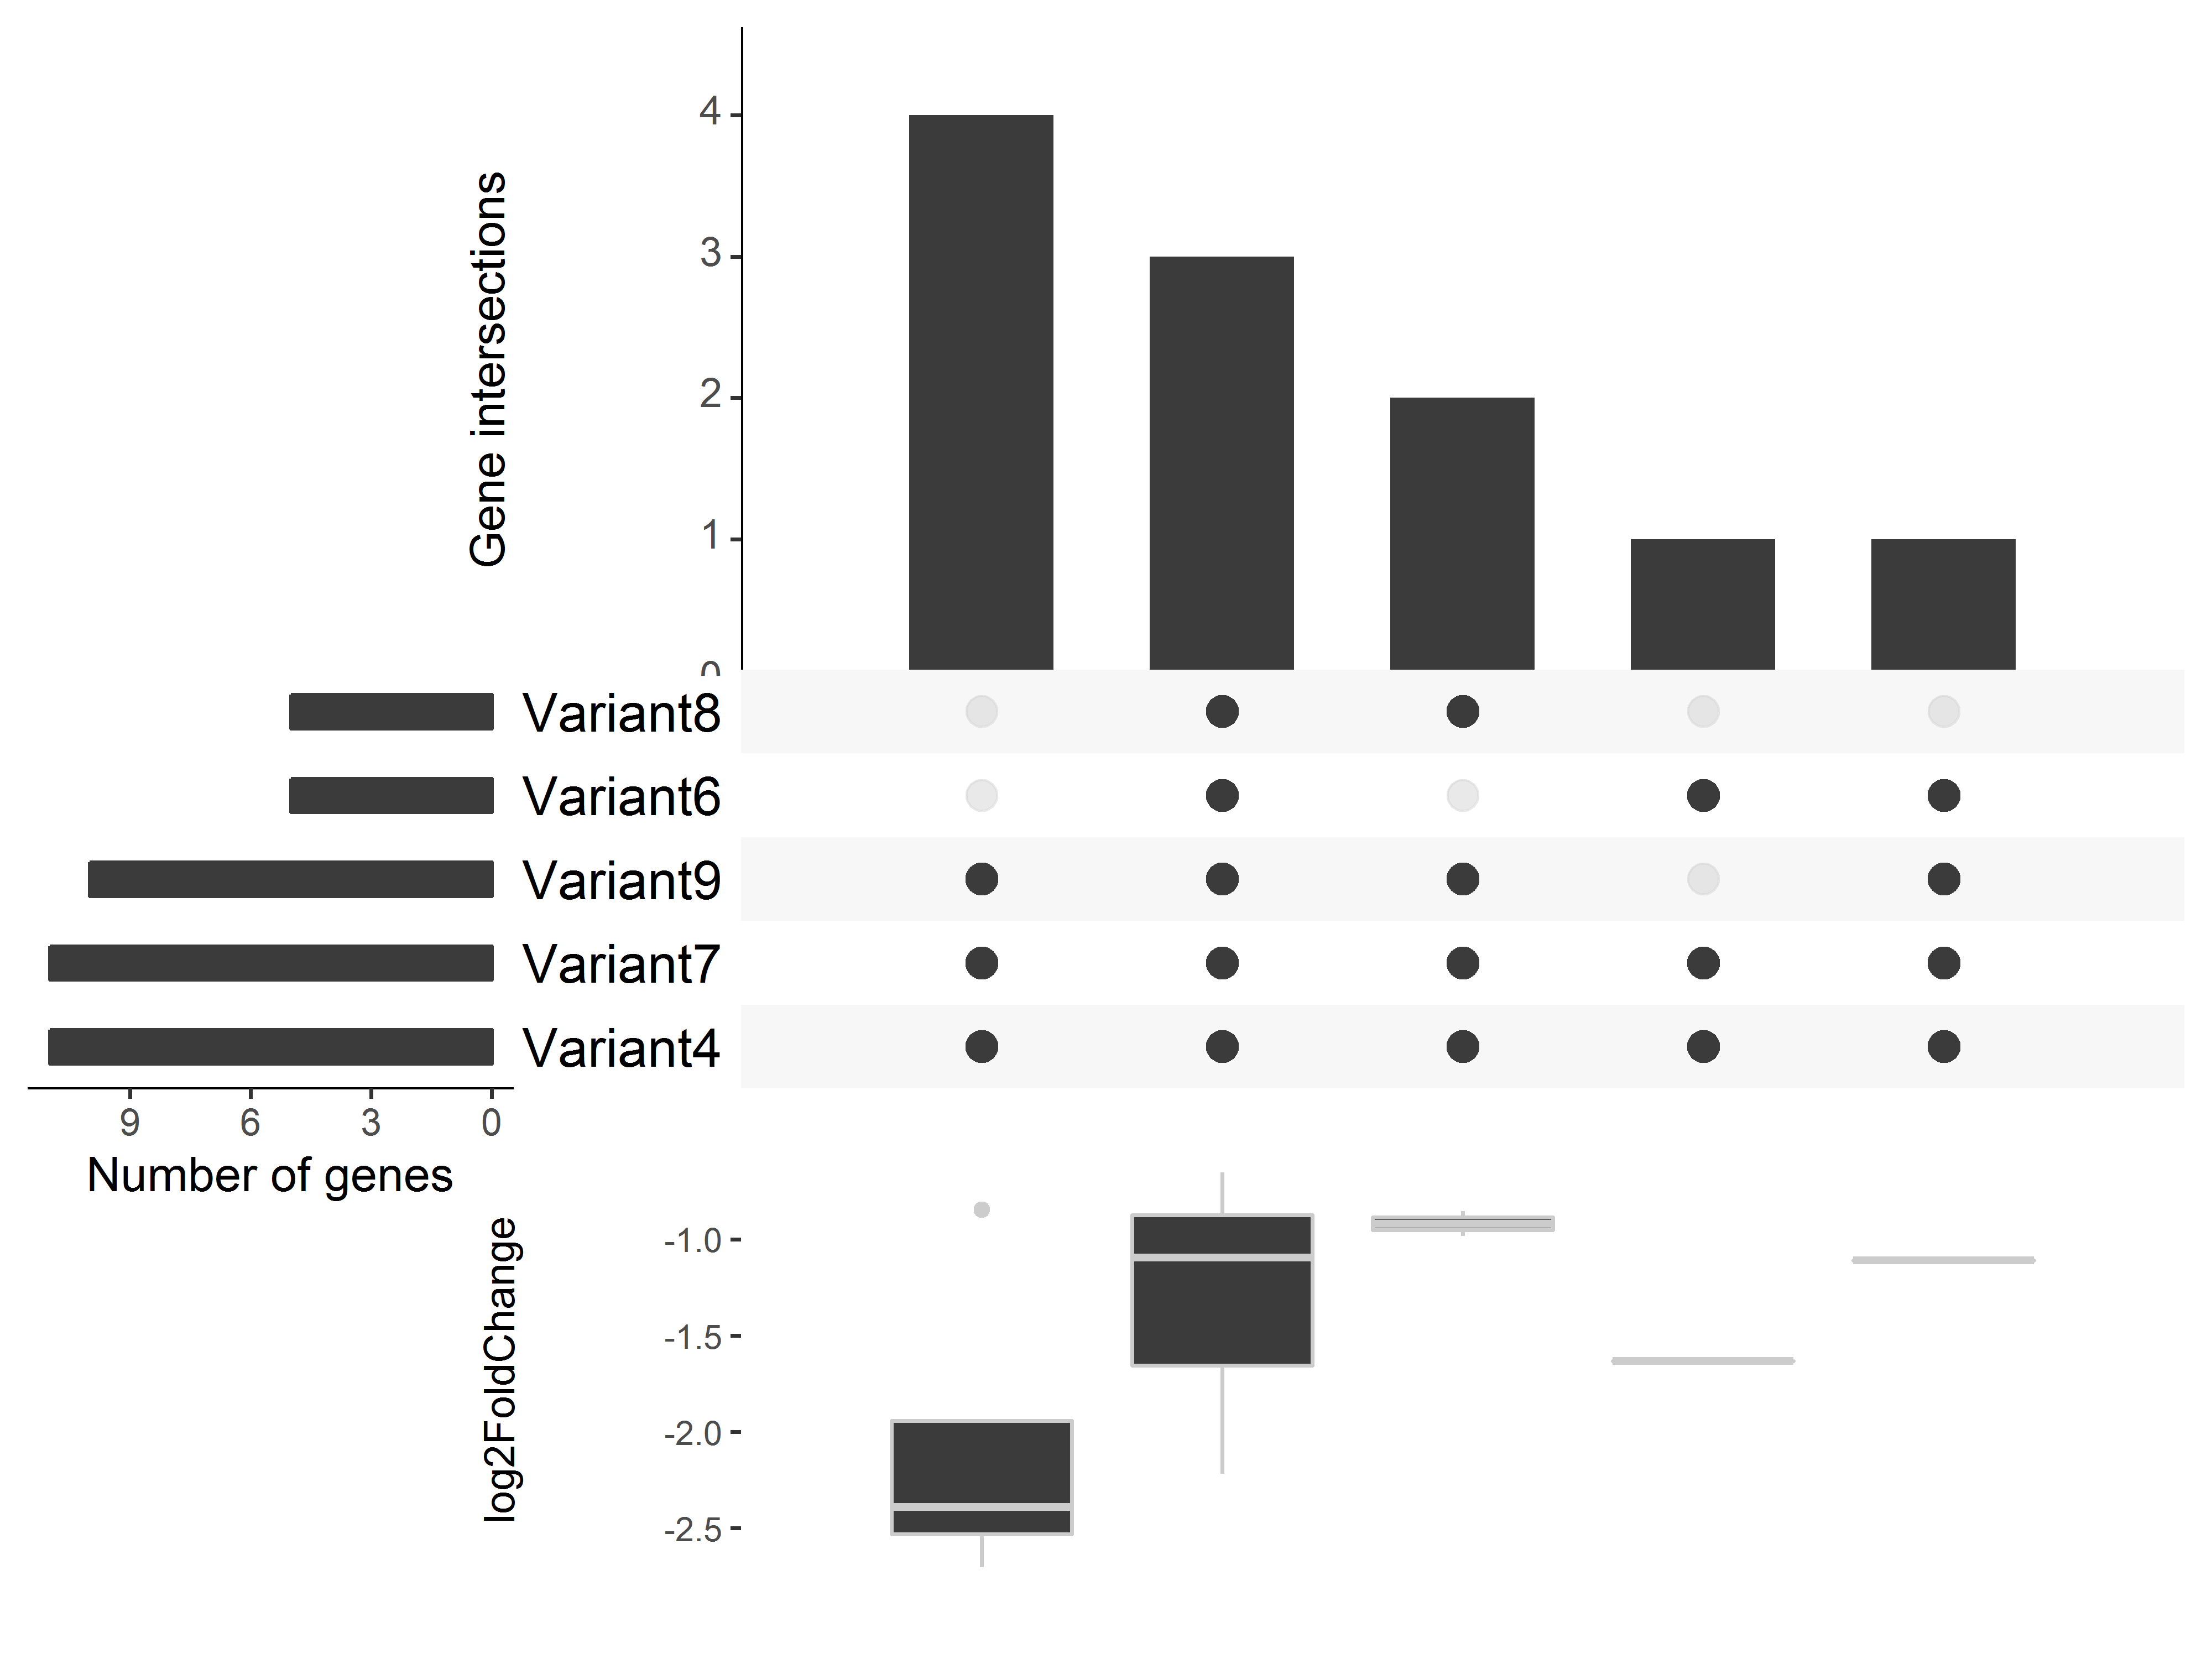 Gene intersections
4
3
2
1
0
Variant8
Variant6
Variant9
Variant7
Variant4
9 6 3 0
Number of genes
log2FoldChange
-1.0
-1.5
-2.0
-2.5